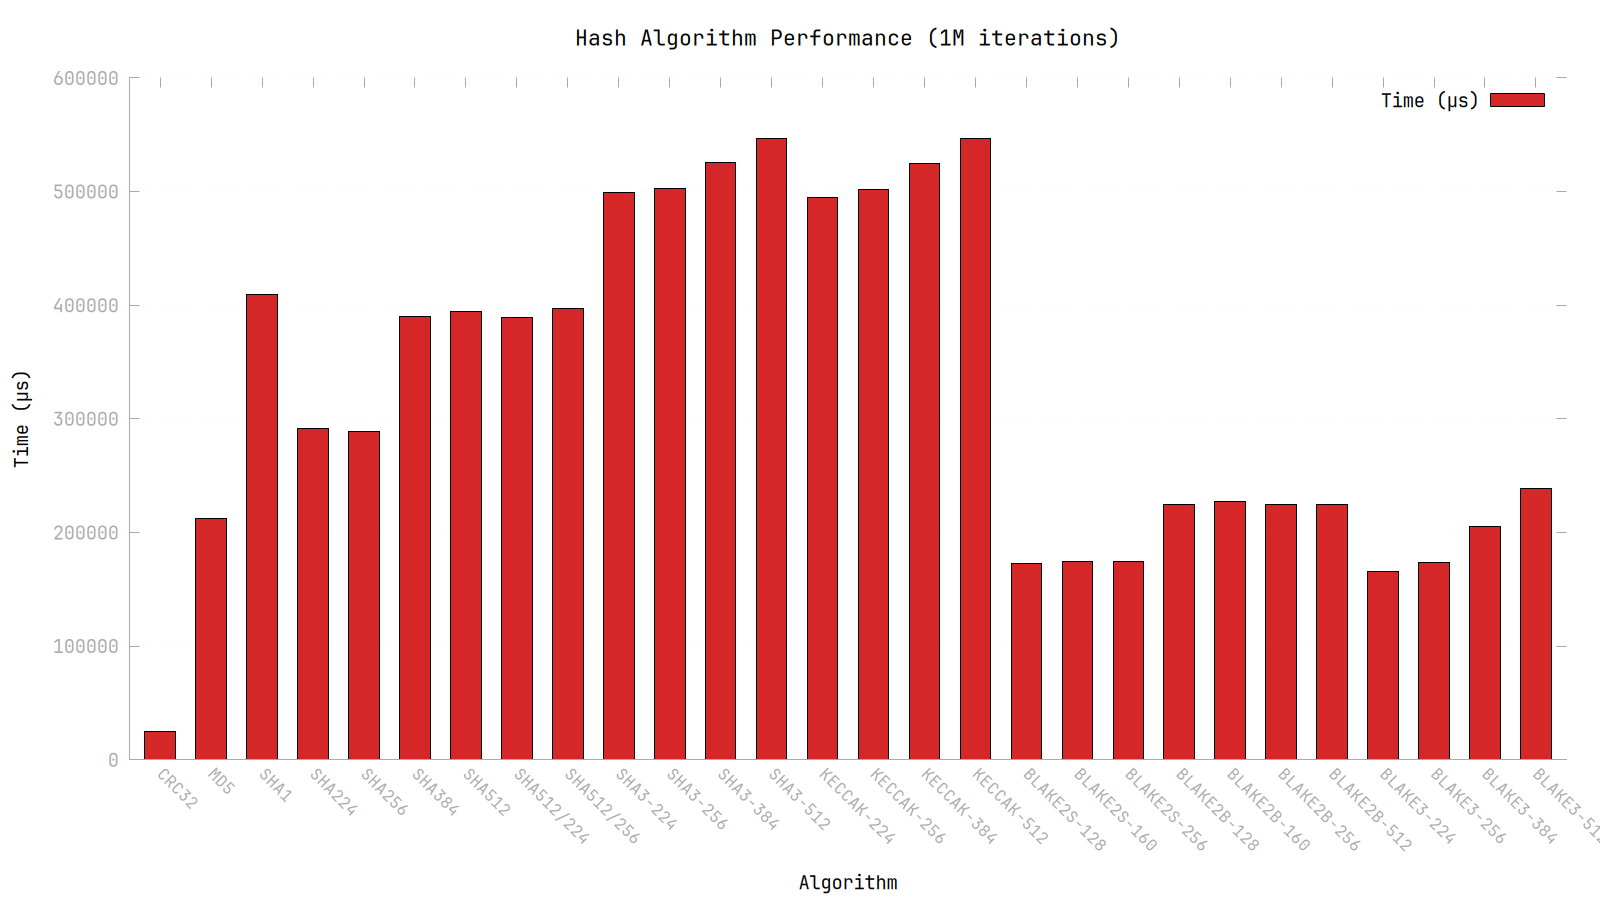 Hash Algorithm Performance (1M iterations)
Time (µs)
600000
500000
400000
300000
200000
100000
0
Time (µs)
CRC32
MD5
SHA1
SHA224
SHA256
SHA384
SHA512
SHA512/224
SHA512/256
SHA3-224
SHA3-256
SHA3-384
SHA3-512
KECCAK-224
KECCAK-256
KECCAK-384
KECCAK-512
BLAKE2S-128
BLAKE2S-160
BLAKE2S-256
BLAKE2B-128
BLAKE2B-160
BLAKE2B-256
BLAKE2B-512
BLAKE3-224
BLAKE3-256
BLAKE3-384
BLAKE3-512
Algorithm